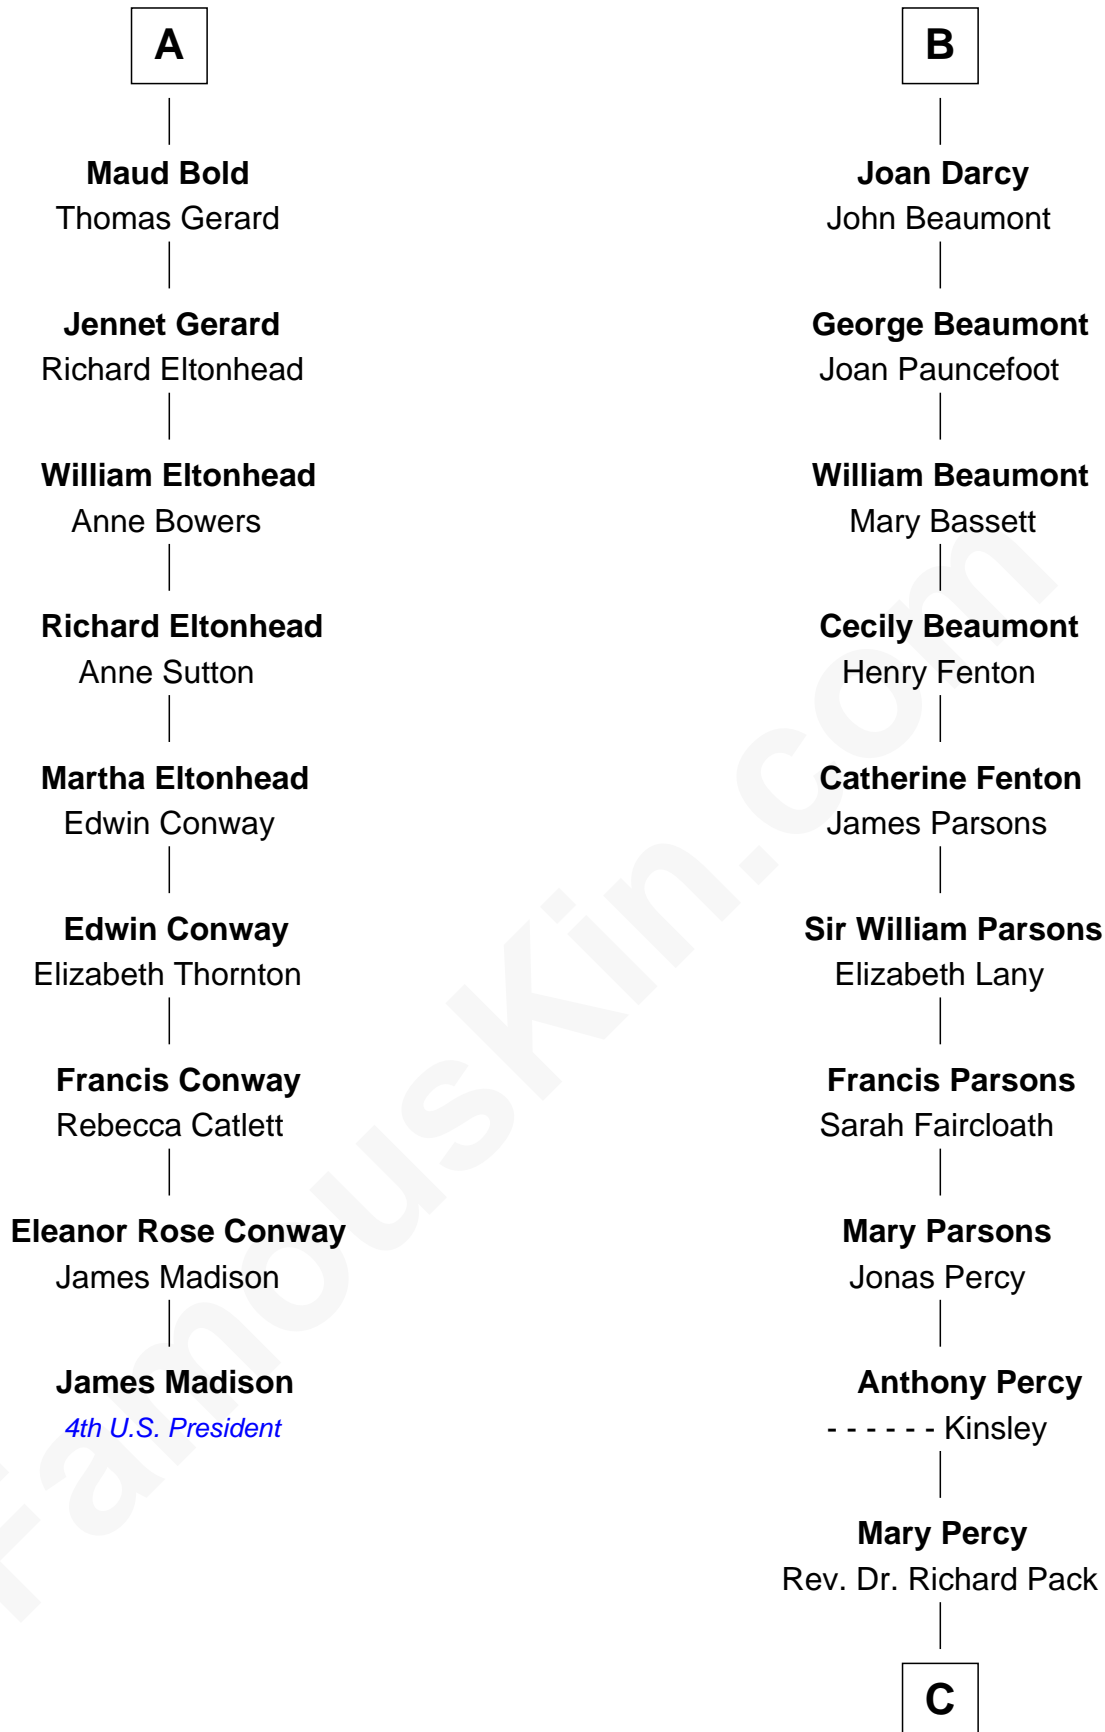 A
Maud Bold
Thomas Gerard
Jennet Gerard
Richard Eltonhead
William Eltonhead
Anne Bowers
Richard Eltonhead
Anne Sutton
Martha Eltonhead
Edwin Conway
Edwin Conway
Elizabeth Thornton
Francis Conway
Rebecca Catlett
Eleanor Rose Conway
James Madison
James Madison
4th U.S. President
B
Joan Darcy
John Beaumont
George Beaumont
Joan Pauncefoot
William Beaumont
Mary Bassett
Cecily Beaumont
Henry Fenton
Catherine Fenton
James Parsons
Sir William Parsons
Elizabeth Lany
Francis Parsons
Sarah Faircloath
Mary Parsons
Jonas Percy
Anthony Percy
- - - - - - Kinsley
Mary Percy
Rev. Dr. Richard Pack
C
FamousKin.com